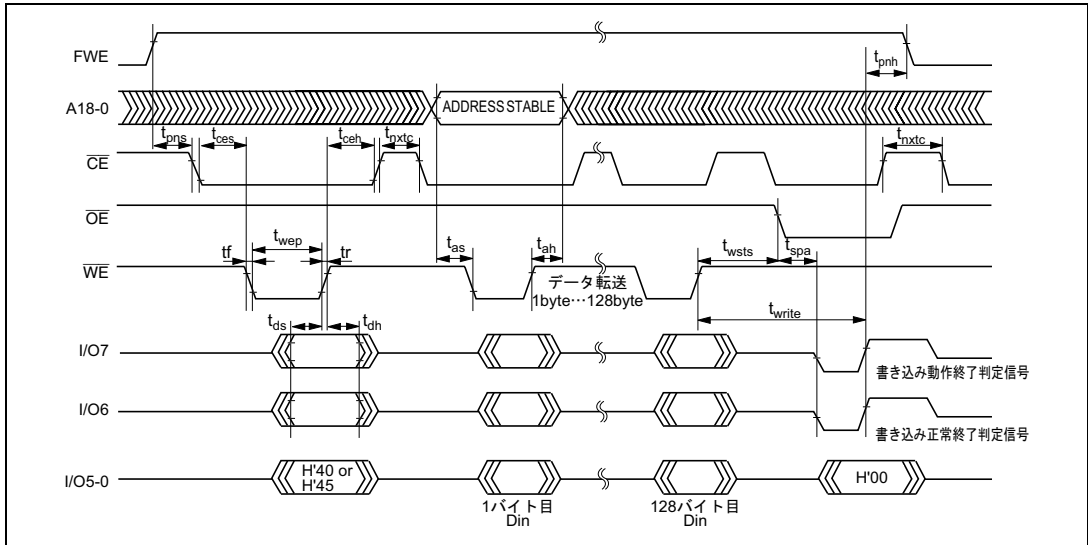 FWE
t_pnh
A18-0
ADDRESS STABLE
t_pns
t_ces
t_ceh
t_nxtc
t_nxtc
CE
OE
t_wep
tf
tr
t_as
t_ah
t_wsts
t_spa
WE
データ転送
1byte…128byte
t_ds
t_dh
t_write
I/O7
書き込み動作終了判定信号
I/O6
書き込み正常終了判定信号
I/O5-0
H'40 or
H'45
H'00
1バイト目
Din
128バイト目
Din